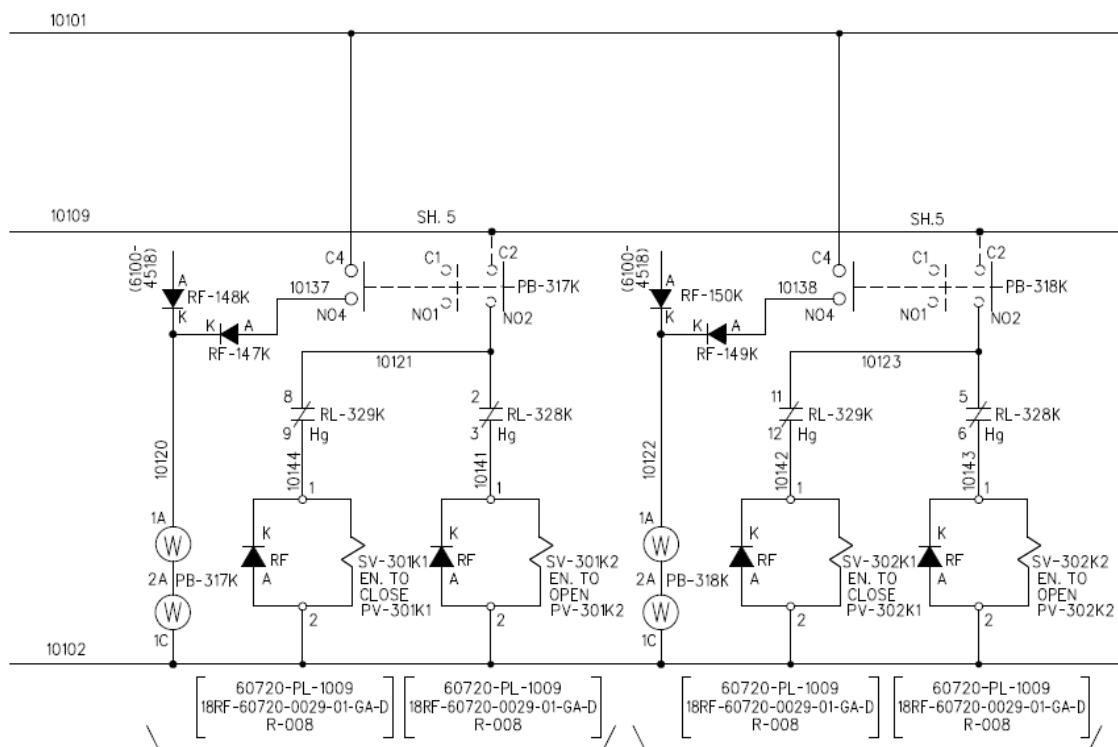 10101
10109
SH. 5
SH.5
(6100-
4518)
A
RF-148K
K
K
A
RF-147K
10137
C4
NO4
C1
NO1
C2
NO2
PB-317K
(6100-
4518)
A
RF-150K
K
K
A
RF-149K
10138
C4
NO4
C1
NO1
C2
NO2
PB-318K
10121
10123
8
9
RL-329K
Hg
2
3
RL-328K
Hg
11
12
RL-329K
Hg
5
6
RL-328K
Hg
10120
10144
10141
10122
10142
10143
1A
W
2A
PB-317K
W
1C
1
K
RF
A
2
SV-301K1
EN. TO
CLOSE
PV-301K1
1
K
RF
A
2
SV-301K2
EN. TO
OPEN
PV-301K2
1A
W
2A
PB-318K
W
1C
1
K
RF
A
2
SV-302K1
EN. TO
CLOSE
PV-302K1
1
K
RF
A
2
SV-302K2
EN. TO
OPEN
PV-302K2
10102
60720-PL-1009
18RF-60720-0029-01-GA-D
R-008
60720-PL-1009
18RF-60720-0029-01-GA-D
R-008
60720-PL-1009
18RF-60720-0029-01-GA-D
R-008
60720-PL-1009
18RF-60720-0029-01-GA-D
R-008